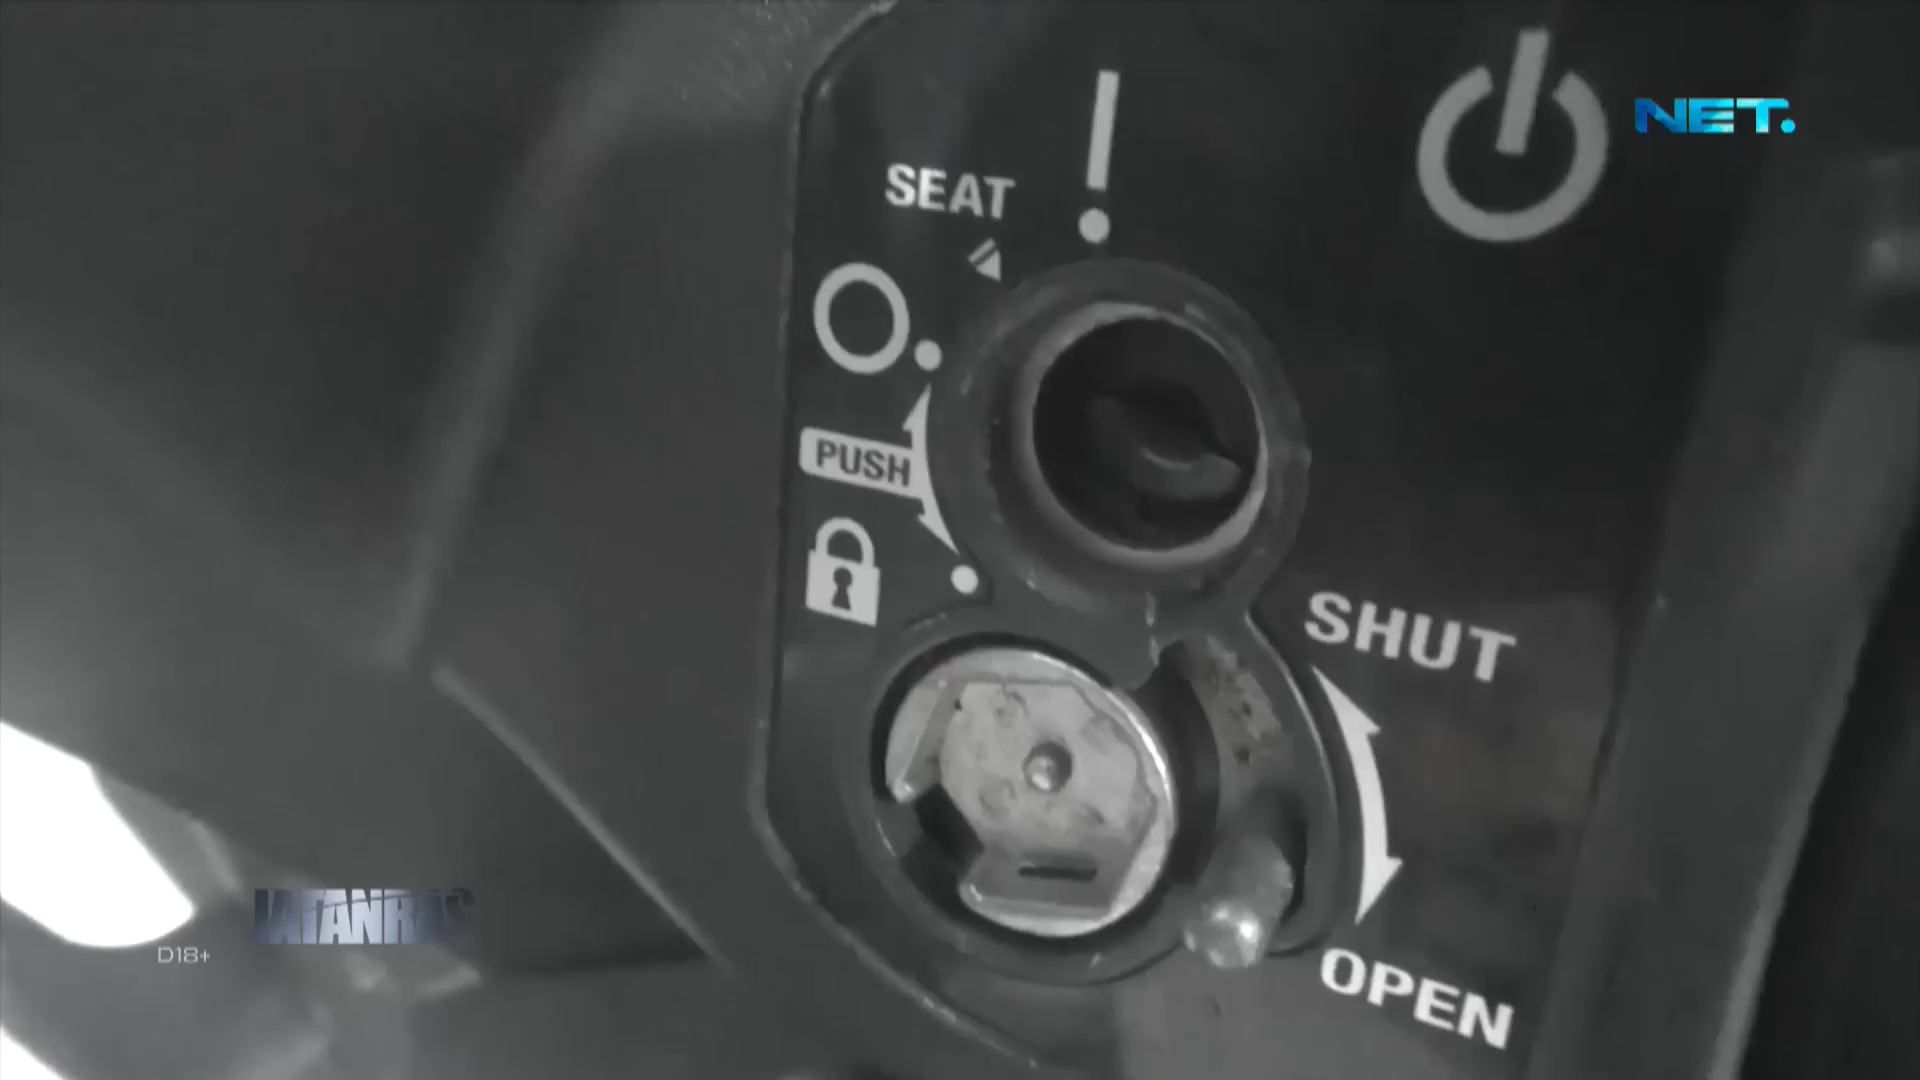 NET.
SEAT
PUSH
SHUT
OPEN
JATANRAS
D18+